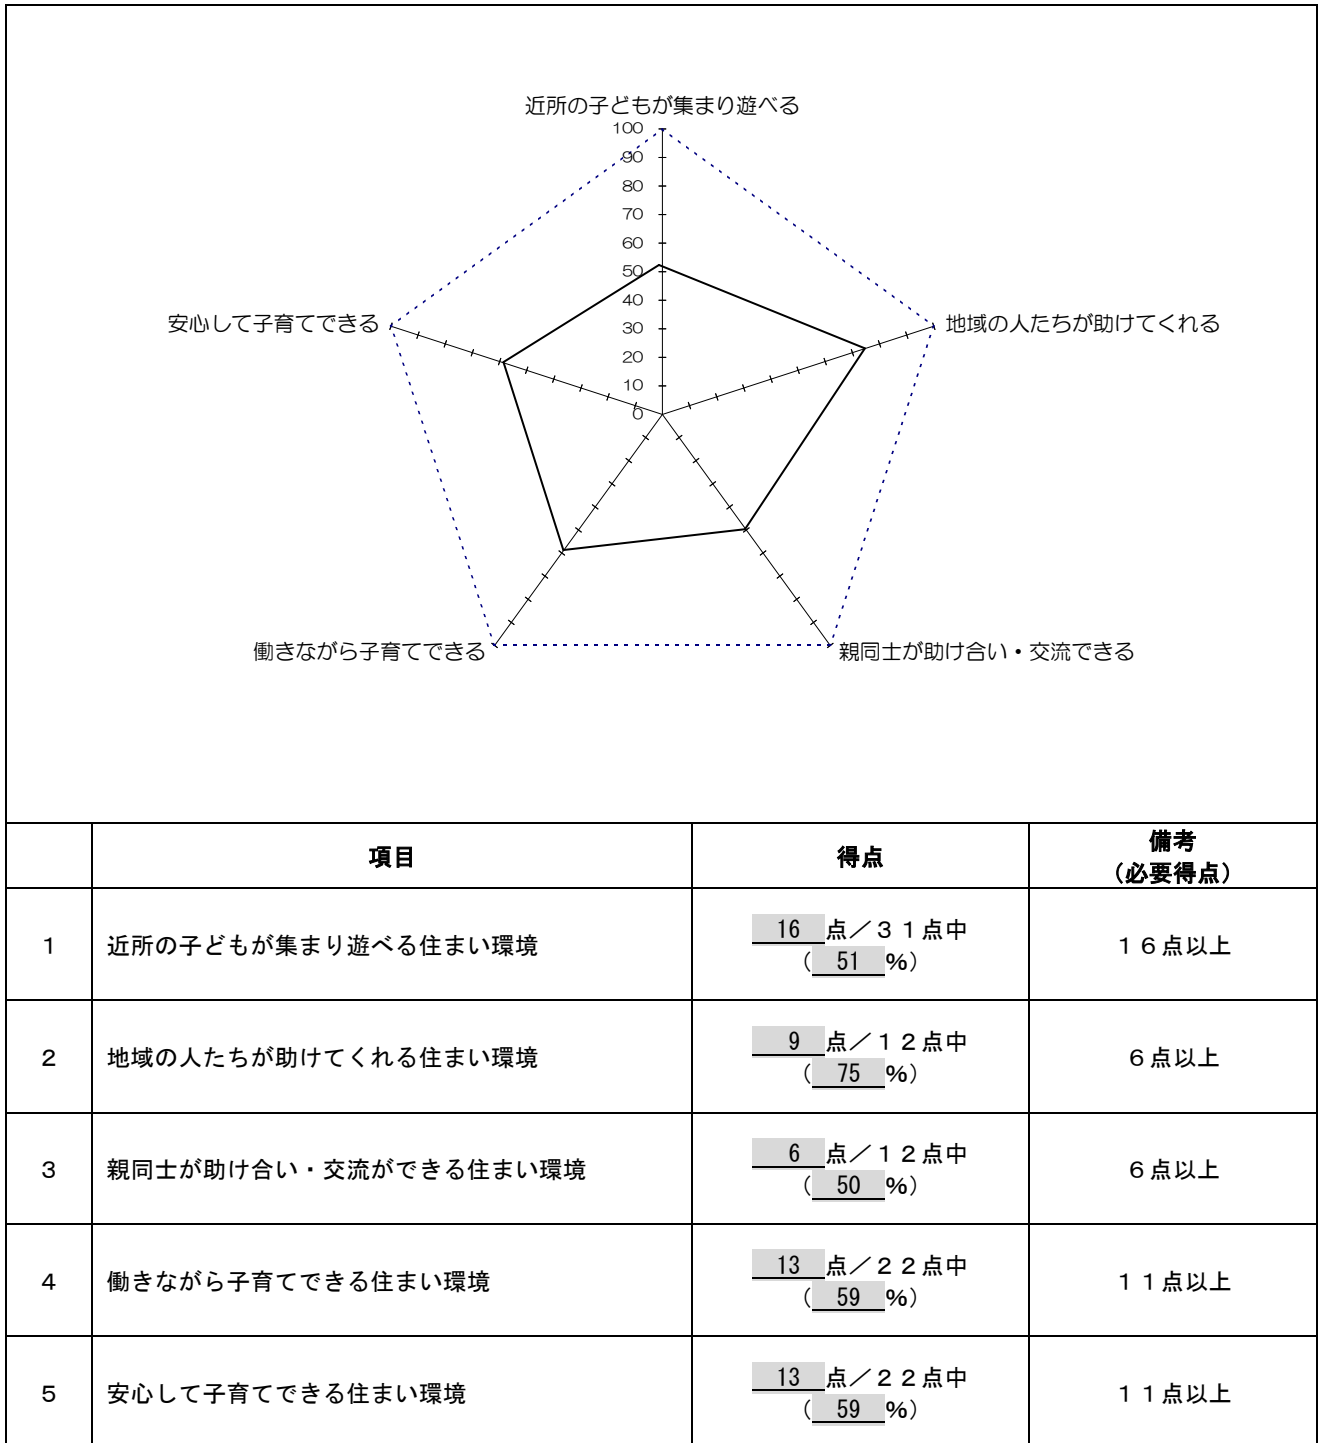 近所の子どもが集まり遊べる
100
90
80
70
60
50
40
30
20
10
0
安心して子育てできる
地域の人たちが助けてくれる
働きながら子育てできる
親同士が助け合い・交流できる
項目 得点 備考
（必要得点）
1 近所の子どもが集まり遊べる住まい環境 16 点／３１点中 １６点以上
（ 51 %）
2 地域の人たちが助けてくれる住まい環境 9 点／１２点中 ６点以上
（ 75 %）
3 親同士が助け合い・交流ができる住まい環境 6 点／１２点中 ６点以上
（ 50 %）
4 働きながら子育てできる住まい環境 13 点／２２点中 １１点以上
（ 59 %）
5 安心して子育てできる住まい環境 13 点／２２点中 １１点以上
（ 59 %）